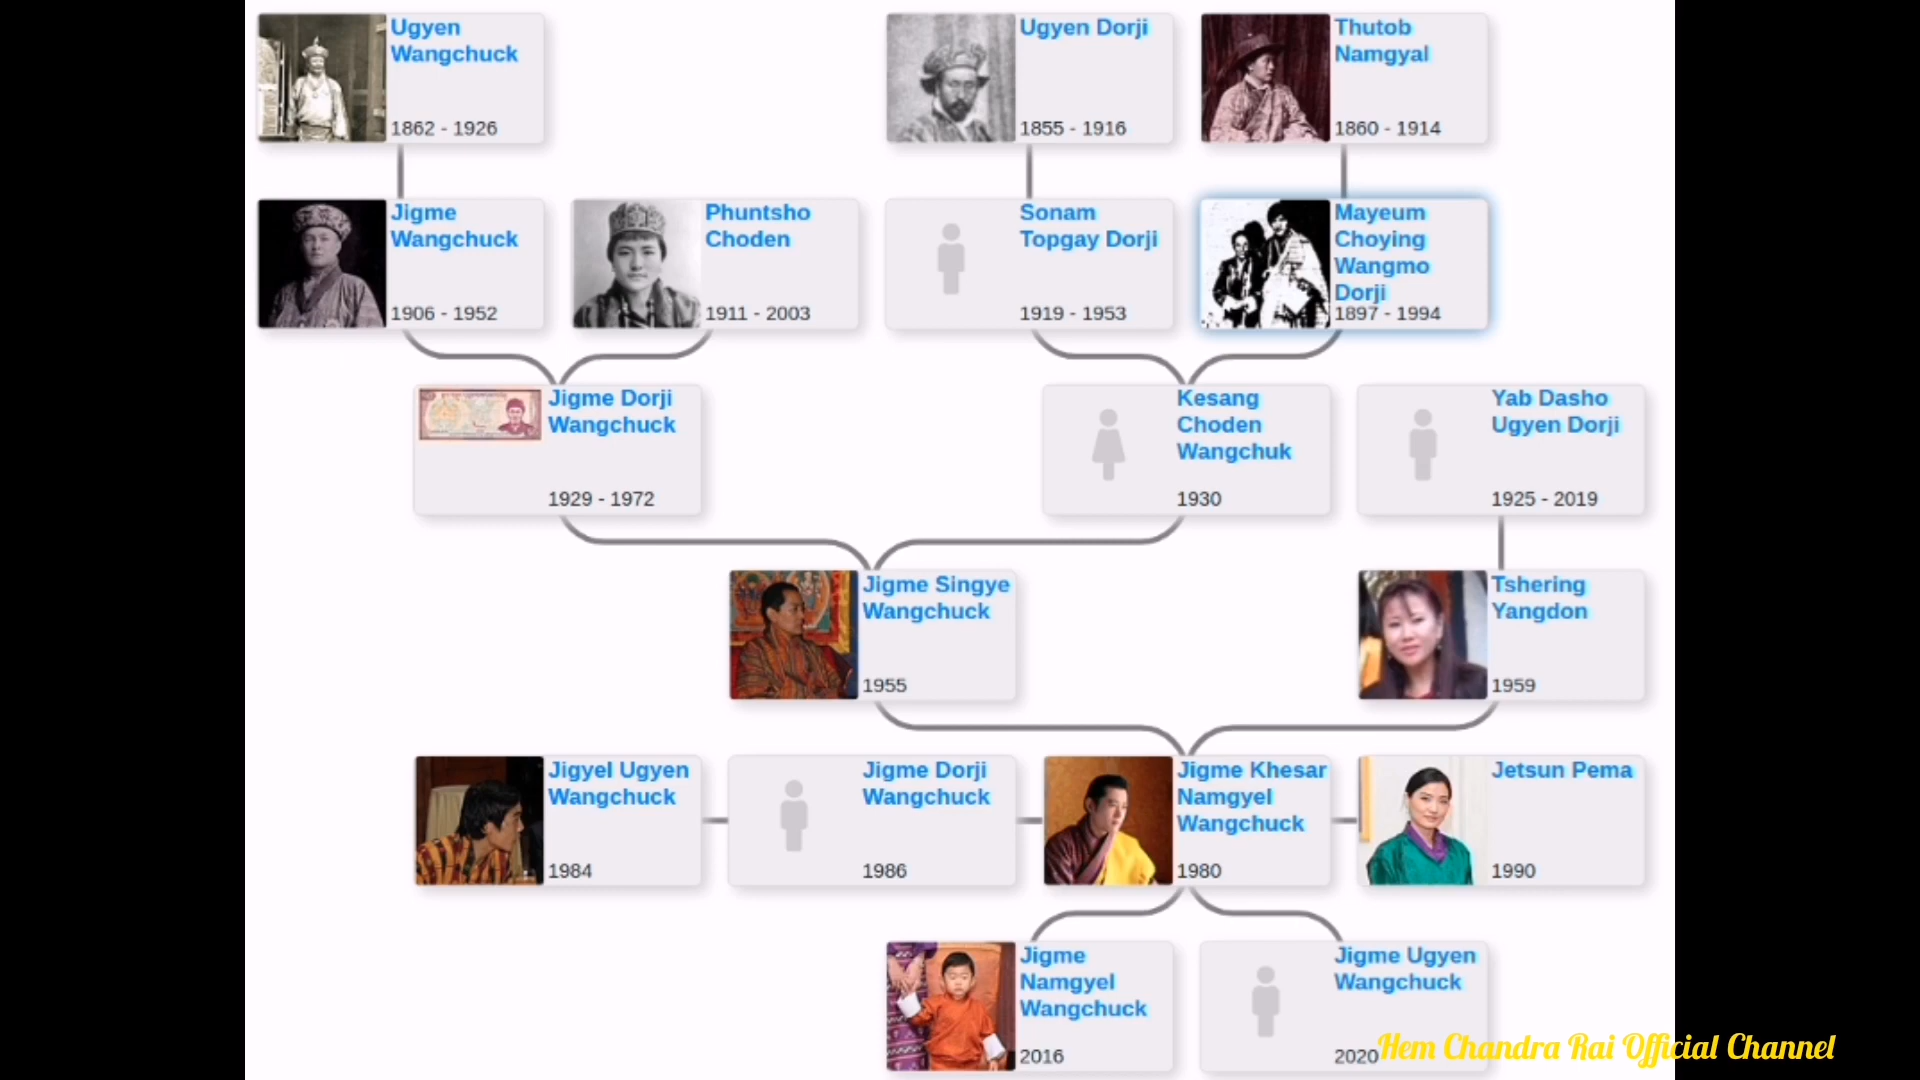 Ugyen
Wangchuck
1862 - 1926
Ugyen Dorji
1855 - 1916
Thutob
Namgyal
1860 - 1914
Jigme
Wangchuck
1906 - 1952
Phuntsho
Choden
1911 - 2003
Sonam
Topgay Dorji
1919 - 1953
Mayeum
Choying
Wangmo
Dorji
1897 - 1994
Jigme Dorji
Wangchuck
1929 - 1972
Kesang
Choden
Wangchuk
1930
Yab Dasho
Ugyen Dorji
1925 - 2019
Jigme Singye
Wangchuck
1955
Tshering
Yangdon
1959
Jigyel Ugyen
Wangchuck
1984
Jigme Dorji
Wangchuck
1986
Jigme Khesar
Namgyel
Wangchuck
1980
Jetsun Pema
1990
Jigme
Namgyel
Wangchuck
2016
Jigme Ugyen
Wangchuck
2020
Hem Chandra Rai Official Channel